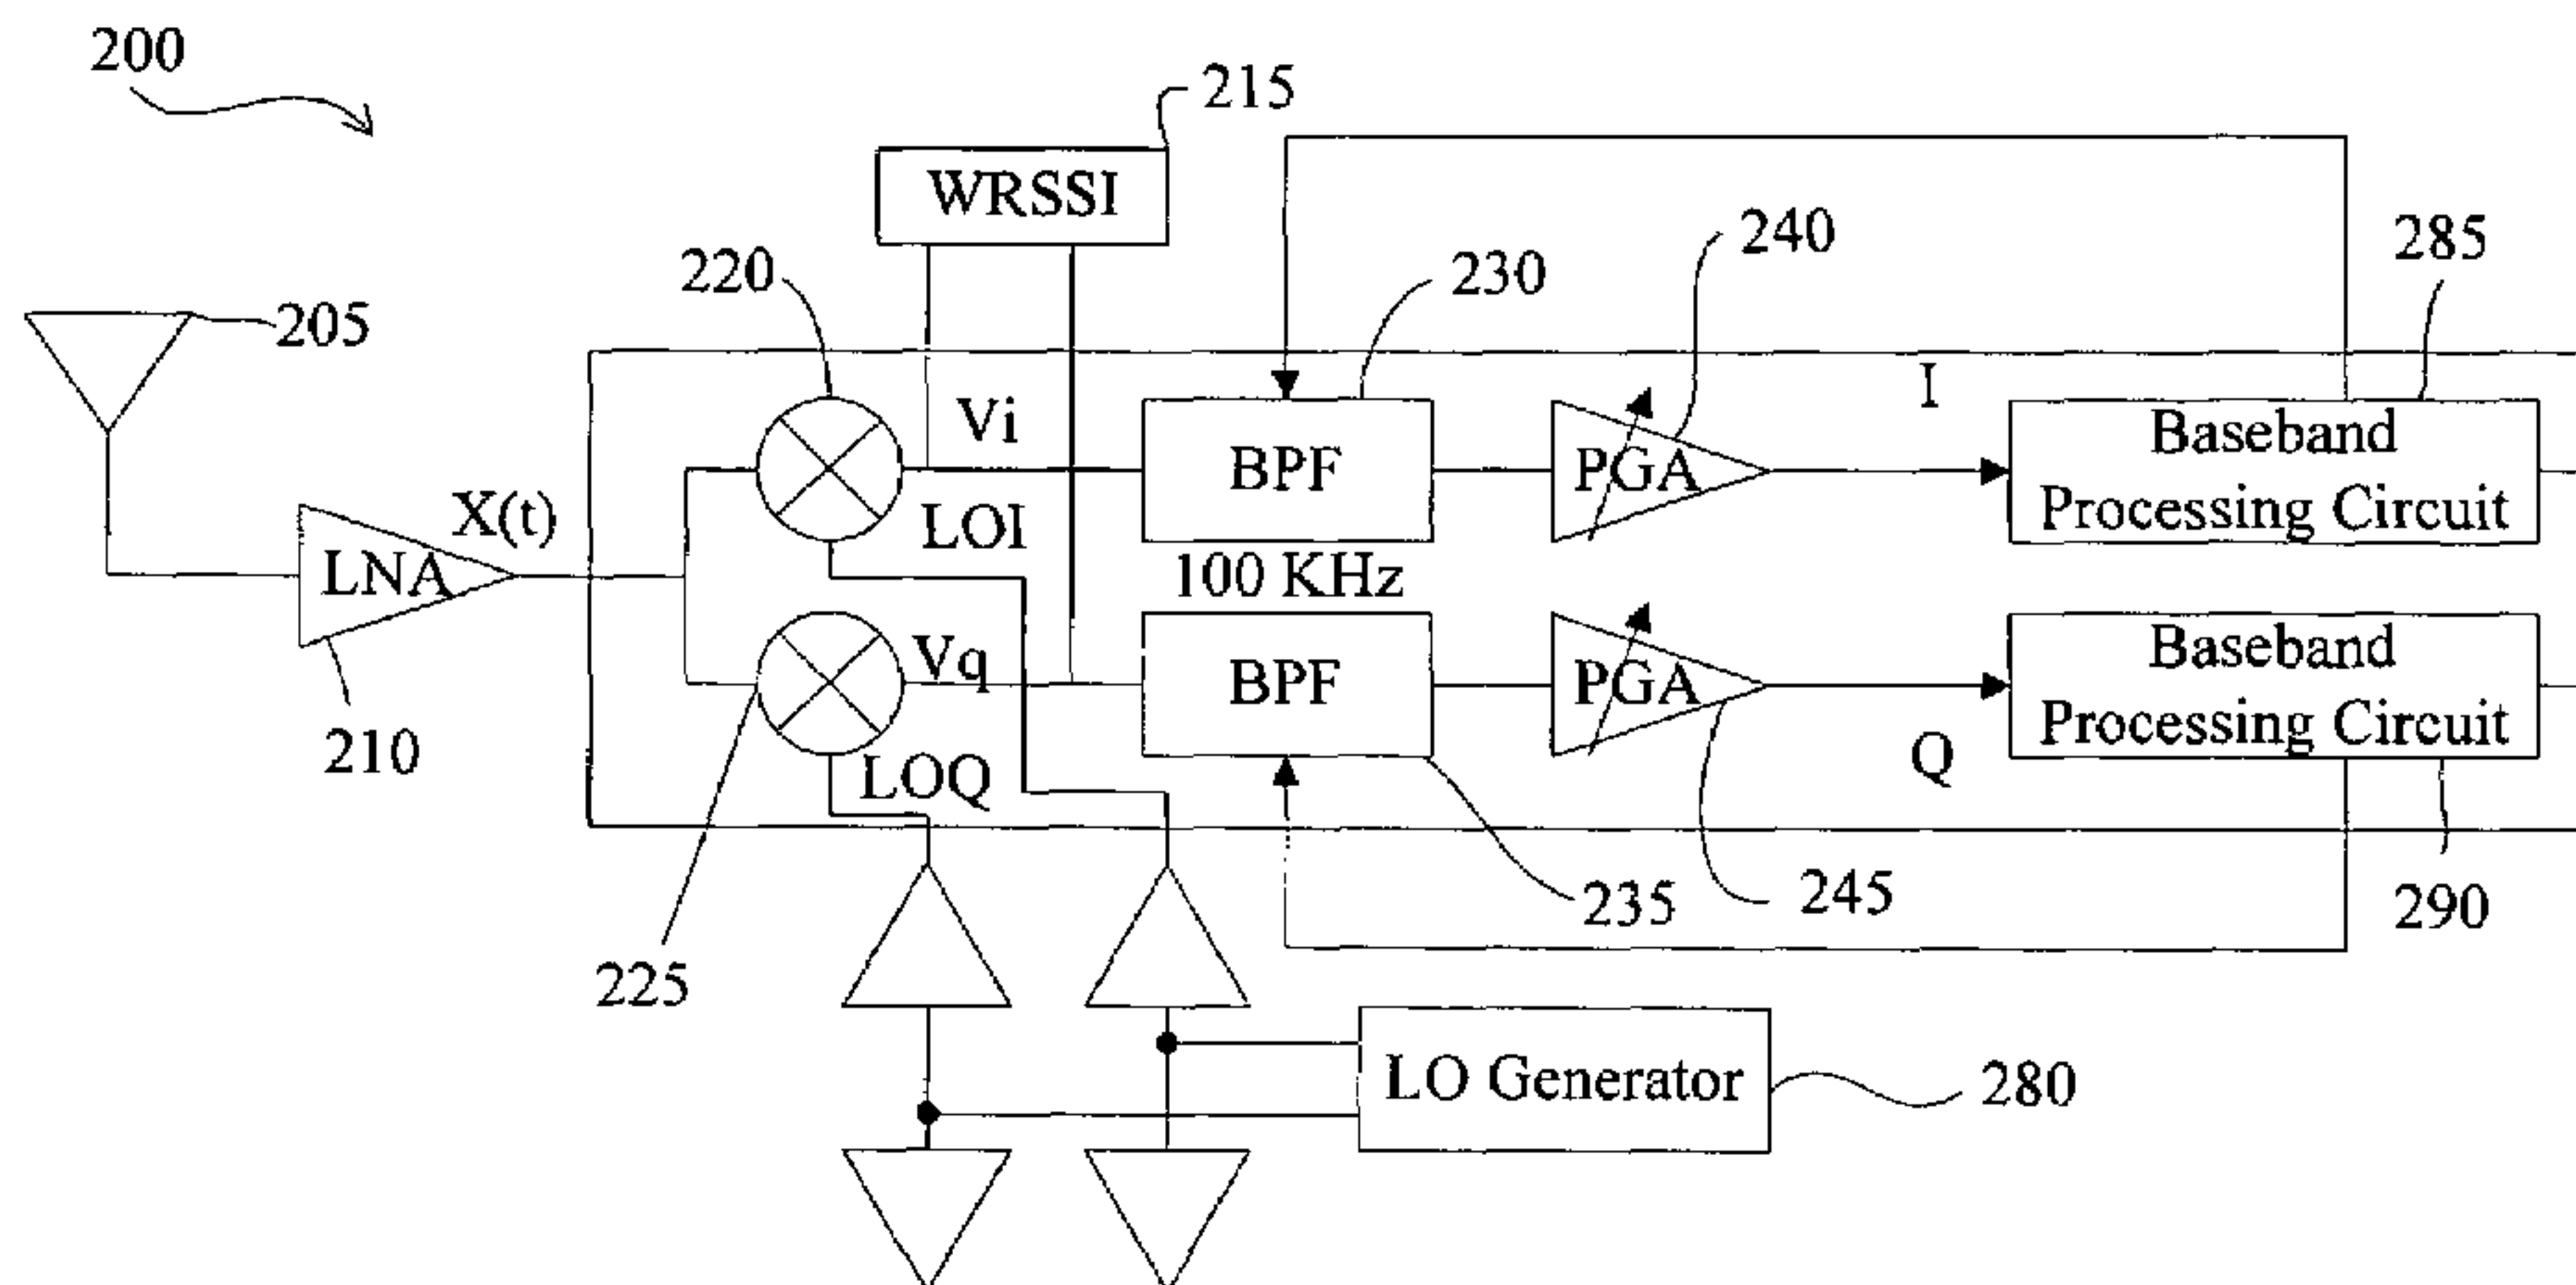 200
215
WRSSI
240
285
220
230
205
Vi
I
Baseband
Processing Circuit
BPF
PGA
X(t)
LOI
LNA
100 KHz
Vq
BPF
PGA
Baseband
Processing Circuit
210
LOQ
Q
235
245
290
225
LO Generator
280